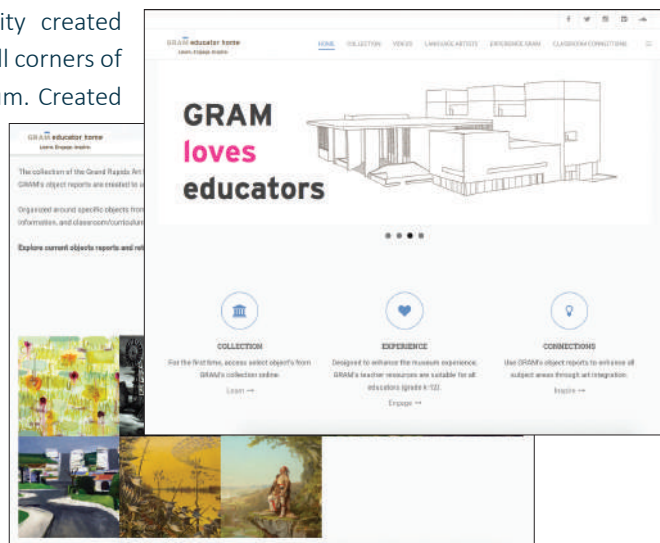 ity created
ll corners of
um. Created
GRAM educator home
Learn. Engage. Inspire.
The collection of the Grand Rapids Art
GRAM's object reports are created to
Organized around specific objects from
information, and classroom/curriculum
Explore current objects reports and
GRAM educator home
Learn. Engage. Inspire.
HOME COLLECTION VOICES LANGUAGE ARTISTS EXPERIENCE GRAM CLASSROOM CONNECTIONS
GRAM
loves
educators
COLLECTION
For the first time, access select object's from
GRAM's collection online.
Learn →
EXPERIENCE
Designed to enhance the museum experience,
GRAM's teacher resources are suitable for all
educators (grade k-12).
Engage →
CONNECTIONS
Use GRAM's object reports to enhance all
subject areas through art integration.
Inspire →